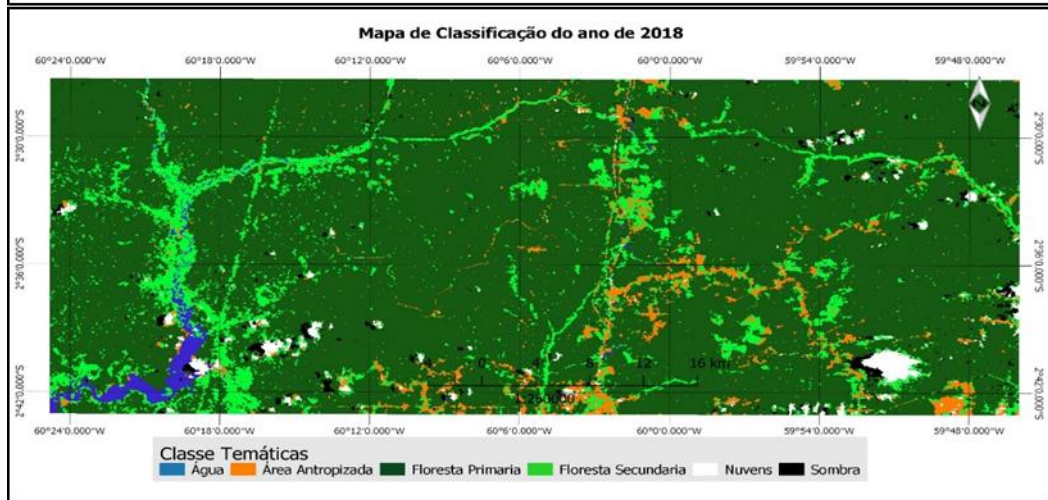 Mapa de Classificação do ano de 2018
60°24'0.000"W 60°18'0.000"W 60°12'0.000"W 60°6'0.000"W 60°0'0.000"W 59°54'0.000"W 59°48'0.000"W
2°30'0.000"S 2°30'0.000"S
2°36'0.000"S 2°36'0.000"S
0 4 8 12 16 km
1:250000
2°42'0.000"S 2°42'0.000"S
60°24'0.000"W 60°18'0.000"W 60°12'0.000"W 60°6'0.000"W 60°0'0.000"W 59°54'0.000"W 59°48'0.000"W
Classe Temáticas
Água Área Antropizada Floresta Primaria Floresta Secundaria Nuvens Sombra